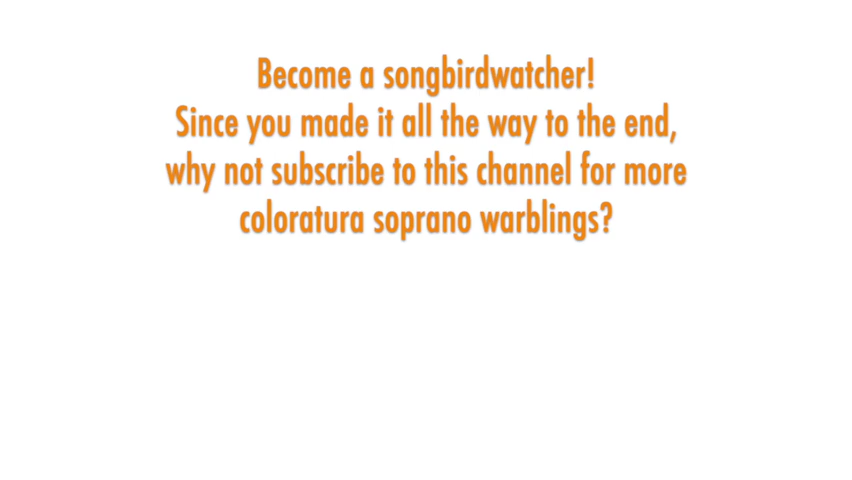 Become a songbirdwatcher!
Since you made it all the way to the end,
why not subscribe to this channel for more
coloratura soprano warblings?